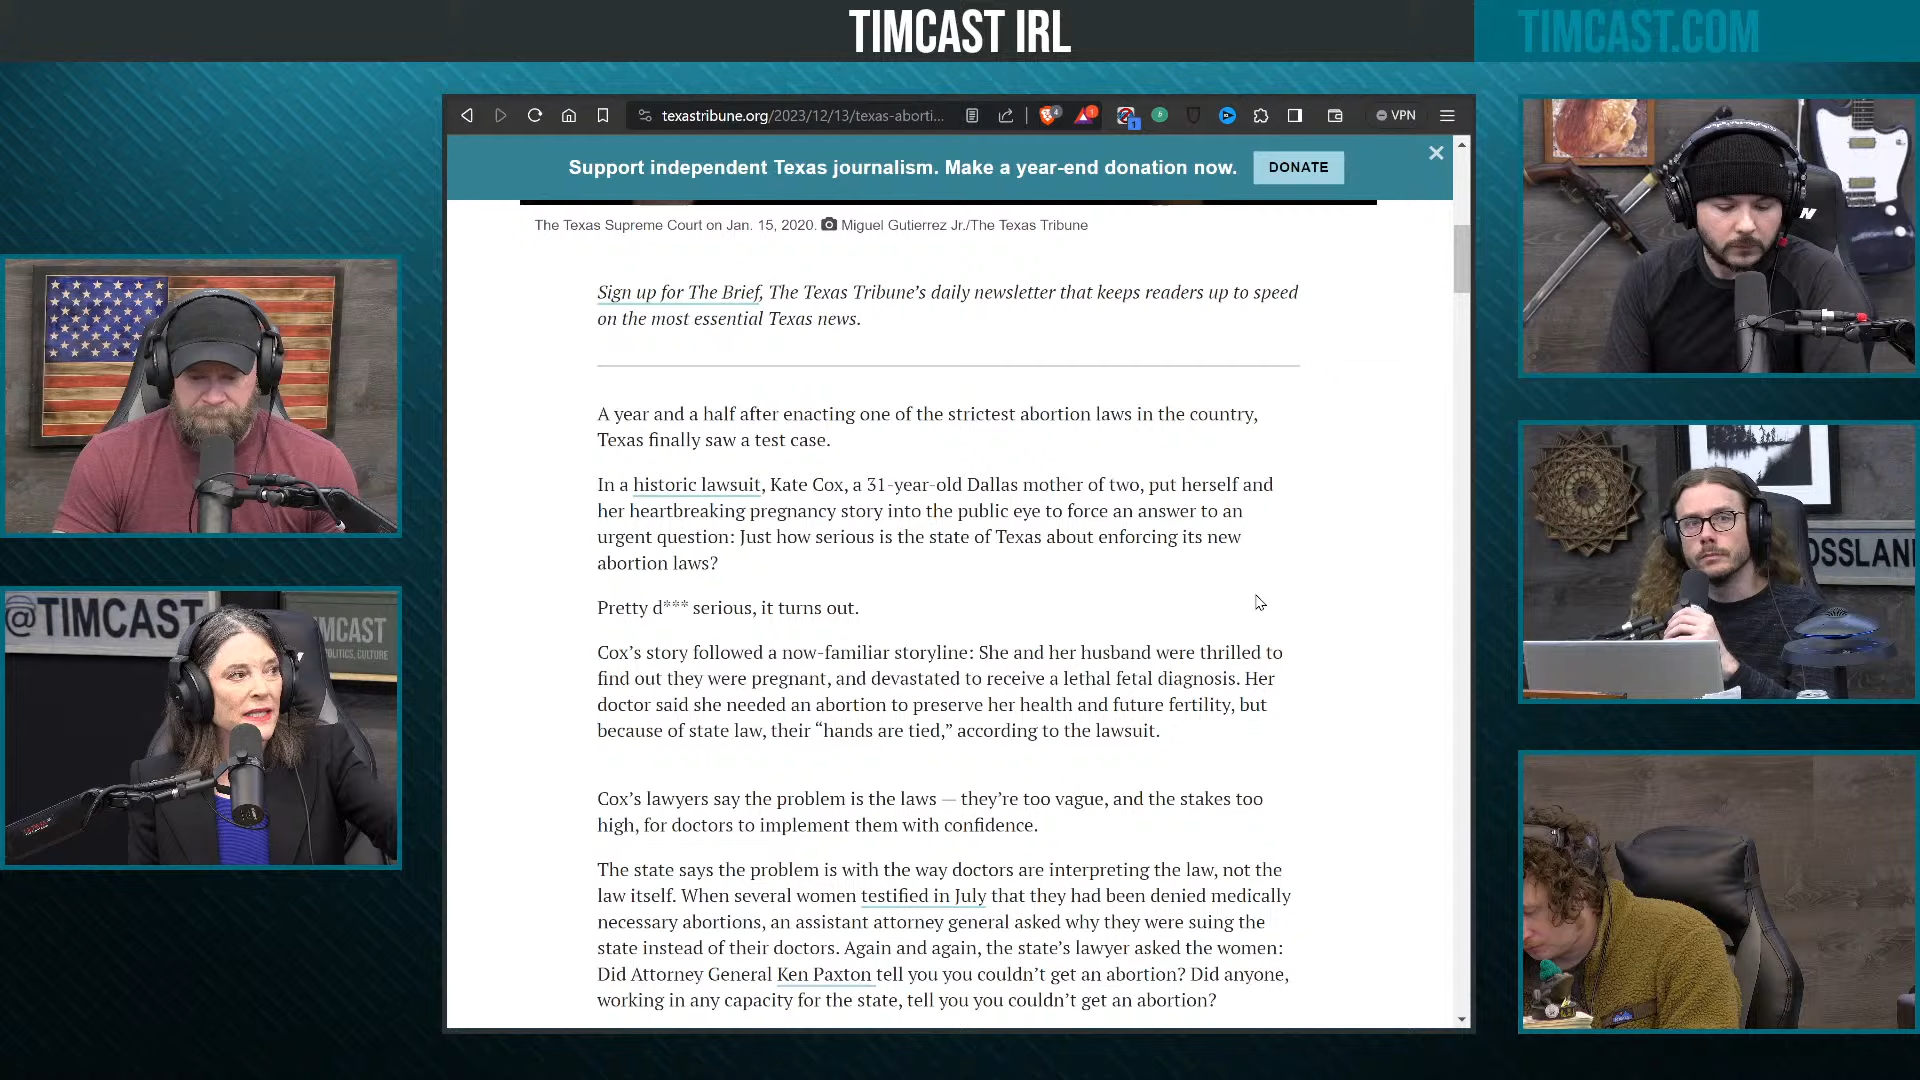 TIMCAST IRL
TIMCAST.COM
texastribune.org/2023/12/13/texas-aborti...
4
1
1
VPN
Support independent Texas journalism. Make a year-end donation now.
DONATE
The Texas Supreme Court on Jan. 15, 2020. Miguel Gutierrez Jr./The Texas Tribune
Sign up for The Brief, The Texas Tribune’s daily newsletter that keeps readers up to speed
on the most essential Texas news.
A year and a half after enacting one of the strictest abortion laws in the country,
Texas finally saw a test case.
In a historic lawsuit, Kate Cox, a 31-year-old Dallas mother of two, put herself and
her heartbreaking pregnancy story into the public eye to force an answer to an
urgent question: Just how serious is the state of Texas about enforcing its new
abortion laws?
Pretty d*** serious, it turns out.
Cox’s story followed a now-familiar storyline: She and her husband were thrilled to
find out they were pregnant, and devastated to receive a lethal fetal diagnosis. Her
doctor said she needed an abortion to preserve her health and future fertility, but
because of state law, their “hands are tied,” according to the lawsuit.
Cox’s lawyers say the problem is the laws — they’re too vague, and the stakes too
high, for doctors to implement them with confidence.
The state says the problem is with the way doctors are interpreting the law, not the
law itself. When several women testified in July that they had been denied medically
necessary abortions, an assistant attorney general asked why they were suing the
state instead of their doctors. Again and again, the state’s lawyer asked the women:
Did Attorney General Ken Paxton tell you you couldn’t get an abortion? Did anyone,
working in any capacity for the state, tell you you couldn’t get an abortion?
@TIMCAST
TIMCAST
POLITICS, CULTURE
OSSLAN